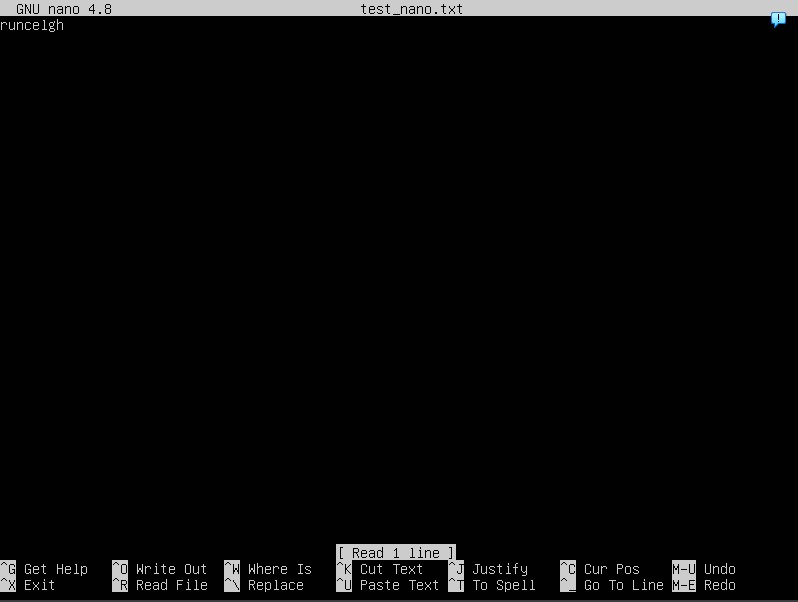 GNU nano 4.8 test_nano.txt
runcelgh
[ Read 1 line ]
^G Get Help ^O Write Out ^W Where Is ^K Cut Text ^J Justify ^C Cur Pos M-U Undo
^X Exit ^R Read File ^\ Replace ^U Paste Text ^T To Spell ^_ Go To Line M-E Redo